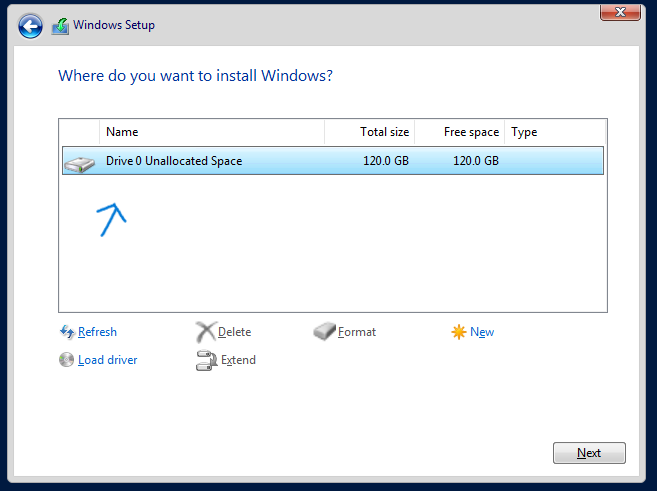 Windows Setup
Where do you want to install Windows?
Name Total size Free space Type
Drive 0 Unallocated Space 120.0 GB 120.0 GB
Refresh Delete Format New
Load driver Extend
Next